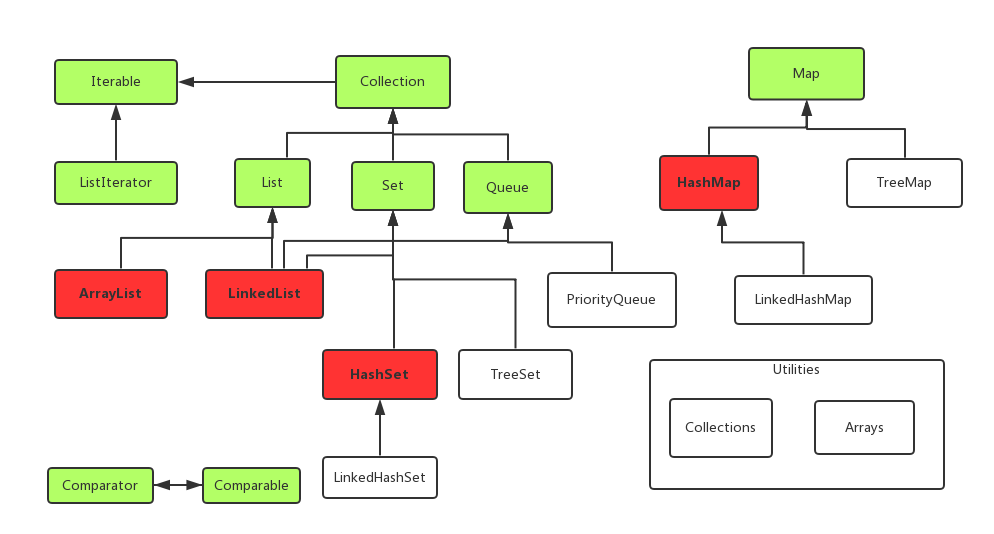 Iterable
Collection
Map
ListIterator
List
Set
Queue
HashMap
TreeMap
ArrayList
LinkedList
PriorityQueue
LinkedHashMap
HashSet
TreeSet
Utilities
Collections
Arrays
LinkedHashSet
Comparator
Comparable